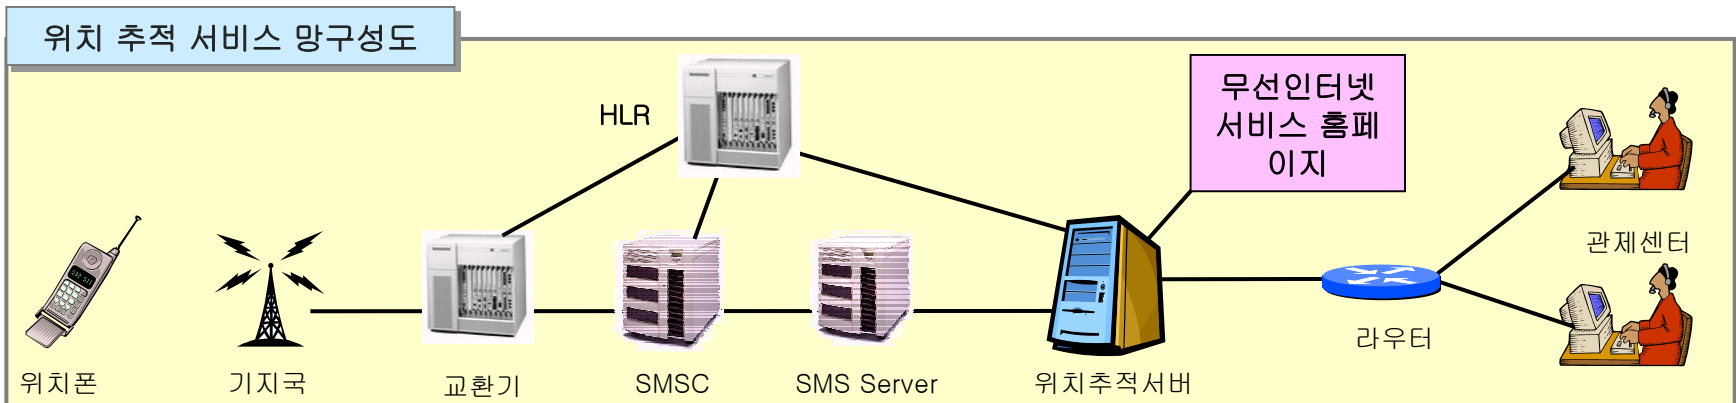 위치 추적 서비스 망구성도
HLR
무선인터넷
서비스 홈페
이지
관제센터
라우터
위치폰
기지국
교환기
SMSC
SMS Server
위치추적서버